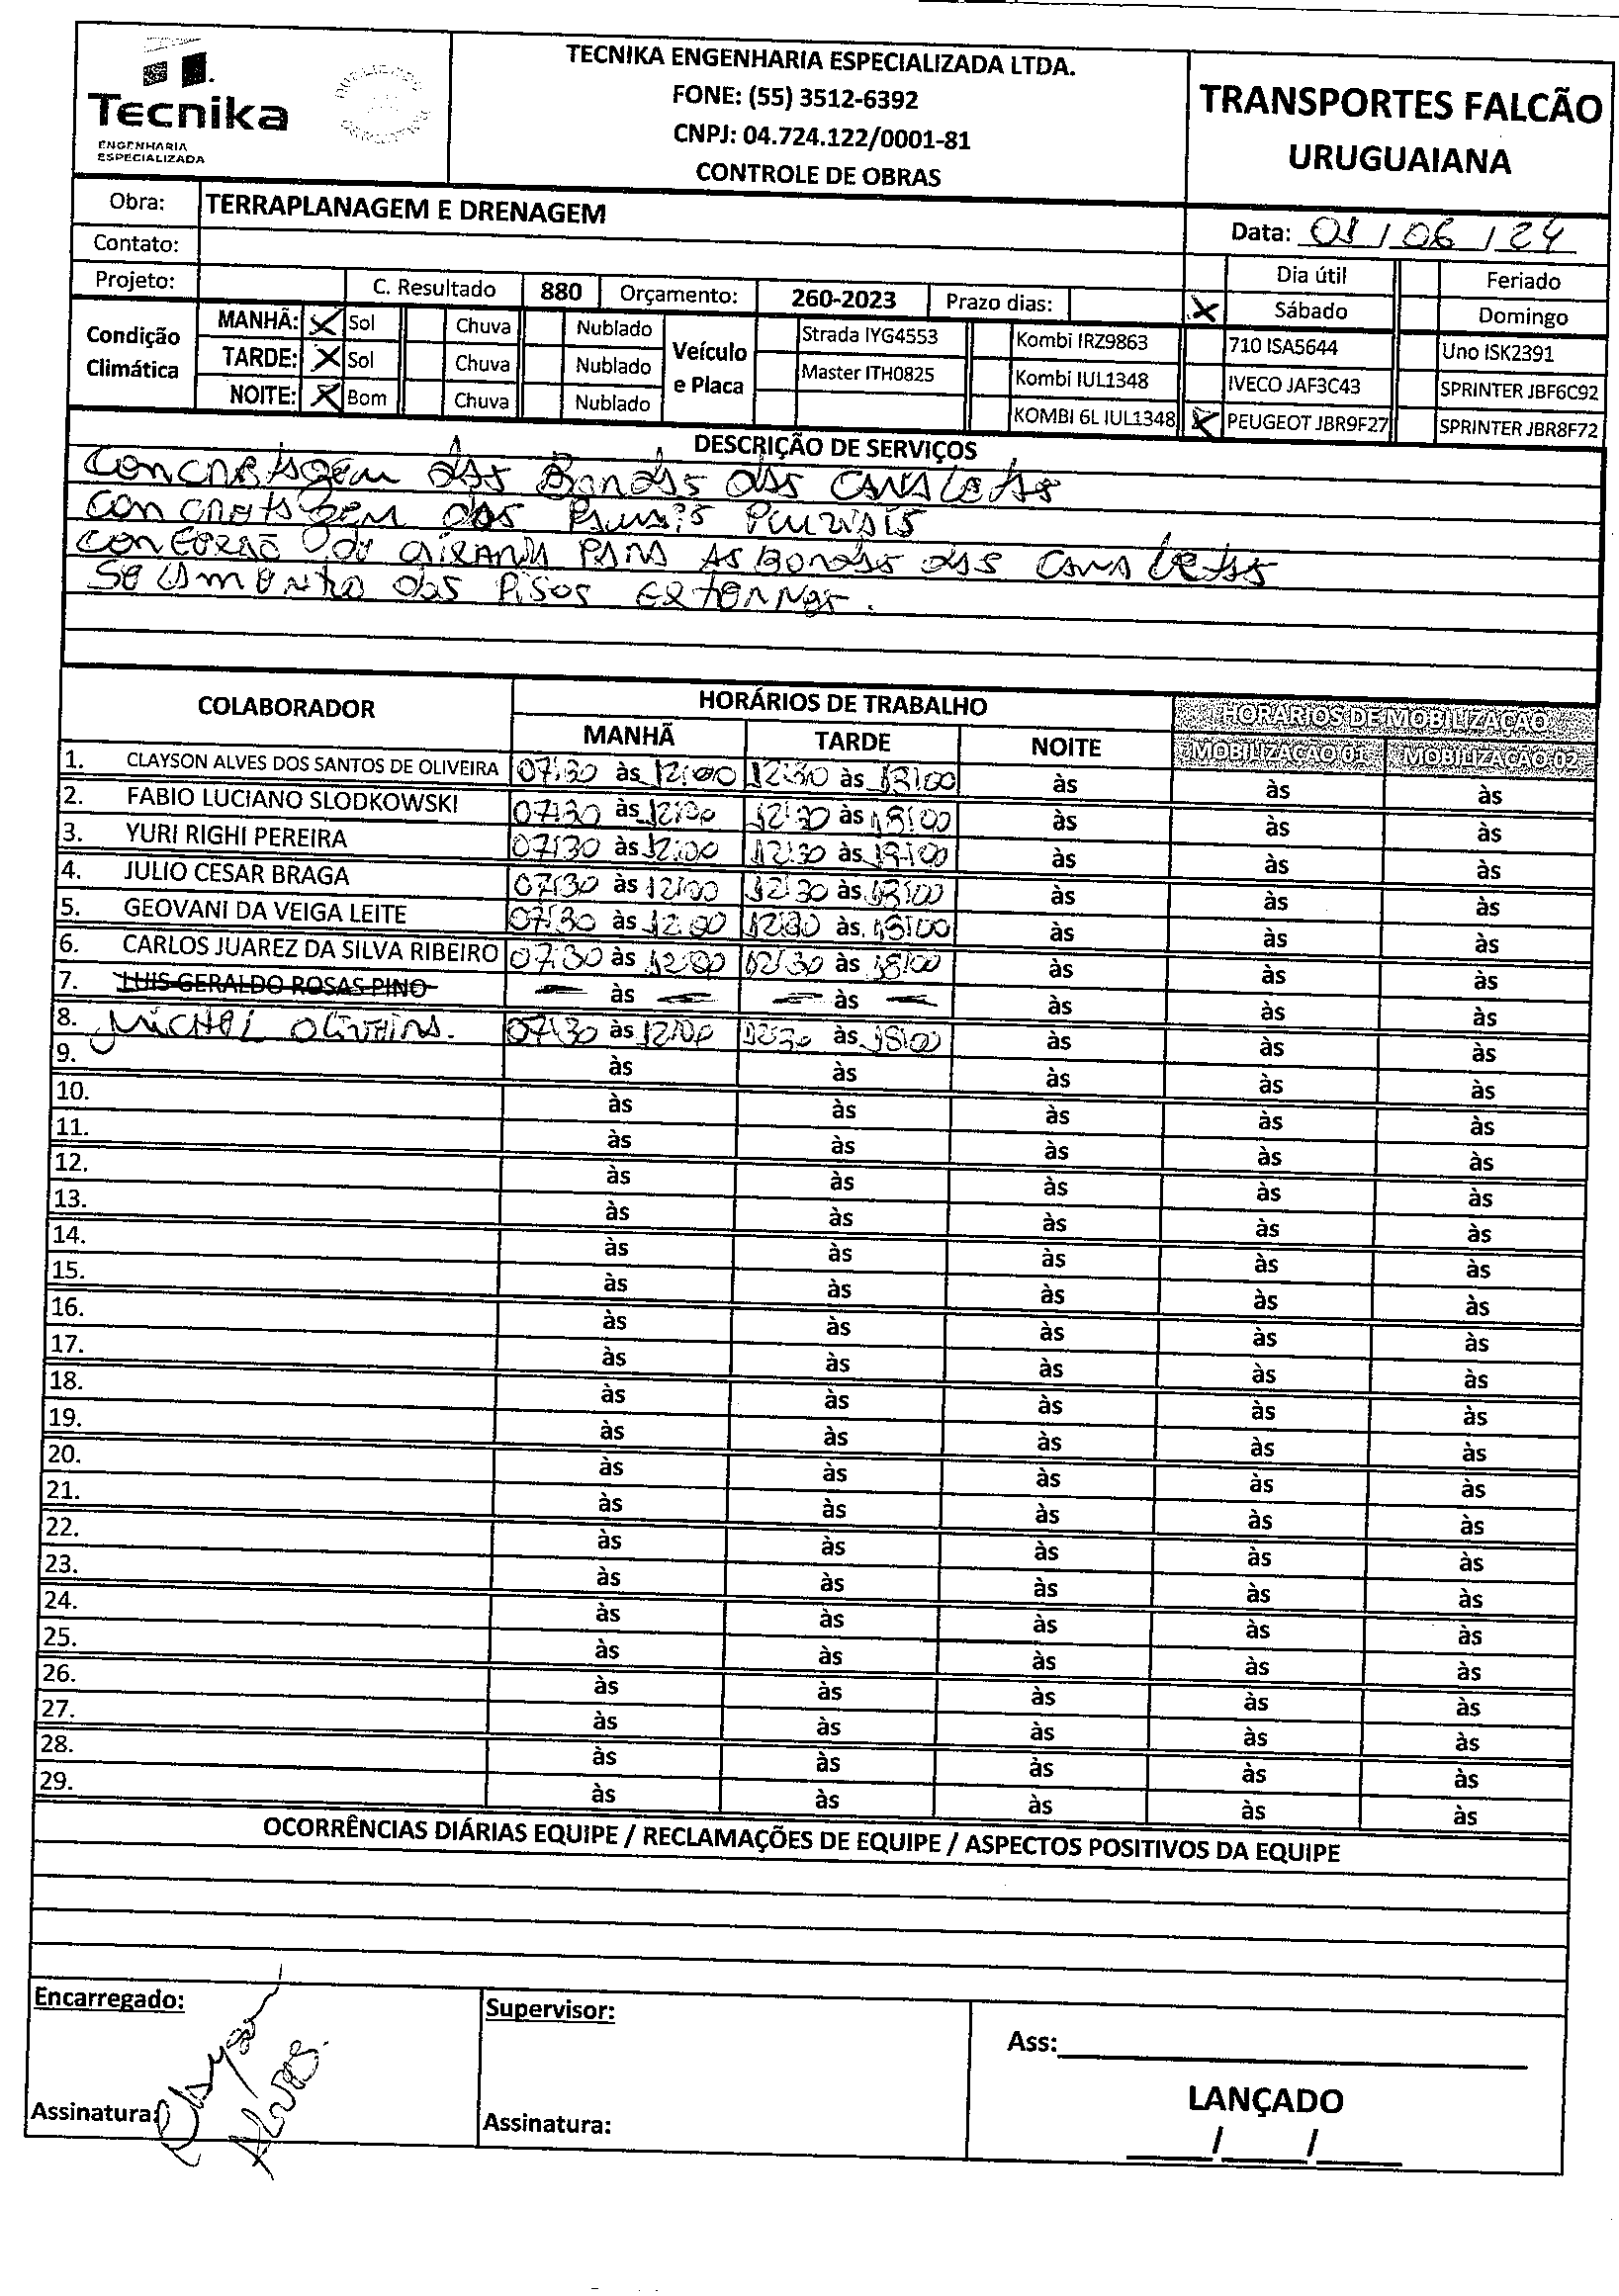 Tecnika
ENGENHARIA
ESPECIALIZADA
TECNIKA ENGENHARIA ESPECIALIZADA LTDA.
FONE: (55) 3512-6392
CNPJ: 04.724.122/0001-81
CONTROLE DE OBRAS
TRANSPORTES FALCÃO
URUGUAIANA
Obra: TERRAPLANAGEM E DRENAGEM
Data: 01 / 06 / 24
Contato:
Projeto: C. Resultado 880 Orçamento: 260-2023 Prazo dias:
Dia útil Feriado
X Sábado Domingo
Condição Climática
MANHÃ: X Sol Chuva Nublado
TARDE: X Sol Chuva Nublado
NOITE: X Bom Chuva Nublado
Veículo e Placa
Strada IYG4553 Kombi IRZ9863 710 ISA5644 Uno ISK2391
Master ITH0825 Kombi IUL1348 IVECO JAF3C43 SPRINTER JBF6C92
KOMBI 6L IUL1348 X PEUGEOT JBR9F27 SPRINTER JBR8F72
DESCRIÇÃO DE SERVIÇOS
Concretagem das Bordas das canaletas
concretagem dos Pluviais
das canaletas
dos Pisos externos.
COLABORADOR HORÁRIOS DE TRABALHO HORÁRIOS DE MOBILIZAÇÃO
MANHÃ TARDE NOITE MOBILIZAÇÃO 01 MOBILIZAÇÃO 02
1. CLAYSON ALVES DOS SANTOS DE OLIVEIRA 07:30 às 12:00 12:30 às 18:00 às às às
2. FABIO LUCIANO SLODKOWSKI 07:30 às 12:00 12:30 às 18:00 às às às
3. YURI RIGHI PEREIRA 07:30 às 12:00 12:30 às às às às
4. JULIO CESAR BRAGA 07:30 às 12:00 12:30 às 18:00 às às às
5. GEOVANI DA VEIGA LEITE 07:30 às 12:00 12:30 às 18:00 às às às
6. CARLOS JUAREZ DA SILVA RIBEIRO 07:30 às 12:00 12:30 às 18:00 às às às
7. LUIS GERALDO ROSAS PINO — às — — às — às às às
8. Michel Oliveira. 07:30 às 12:00 12:30 às 18:00 às às às
9. às às às às às
10. às às às às às
11. às às às às às
12. às às às às às
13. às às às às às
14. às às às às às
15. às às às às às
16. às às às às às
17. às às às às às
18. às às às às às
19. às às às às às
20. às às às às às
21. às às às às às
22. às às às às às
23. às às às às às
24. às às às às às
25. às às às às às
26. às às às às às
27. às às às às às
28. às às às às às
29. às às às às às
OCORRÊNCIAS DIÁRIAS EQUIPE / RECLAMAÇÕES DE EQUIPE / ASPECTOS POSITIVOS DA EQUIPE
Encarregado: Supervisor:
Ass:
Clayson
Alves.
LANÇADO
Assinatura: Assinatura:
/ /